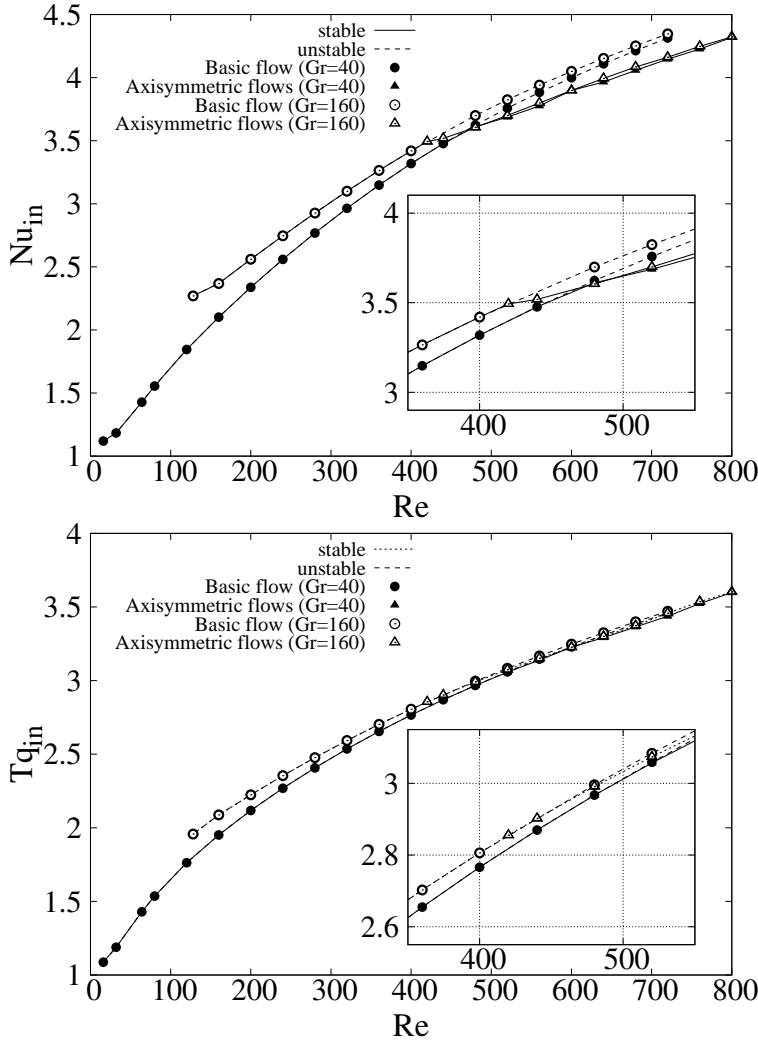 4.5
4
3.5
3
2.5
2
1.5
1
Nu_in
stable
unstable
Basic flow (Gr=40)
Axisymmetric flows (Gr=40)
Basic flow (Gr=160)
Axisymmetric flows (Gr=160)
4
3.5
3
400 500
0 100 200 300 400 500 600 700 800
Re
4
3.5
3
2.5
2
1.5
1
Tq_in
stable
unstable
Basic flow (Gr=40)
Axisymmetric flows (Gr=40)
Basic flow (Gr=160)
Axisymmetric flows (Gr=160)
3
2.8
2.6
400 500
0 100 200 300 400 500 600 700 800
Re